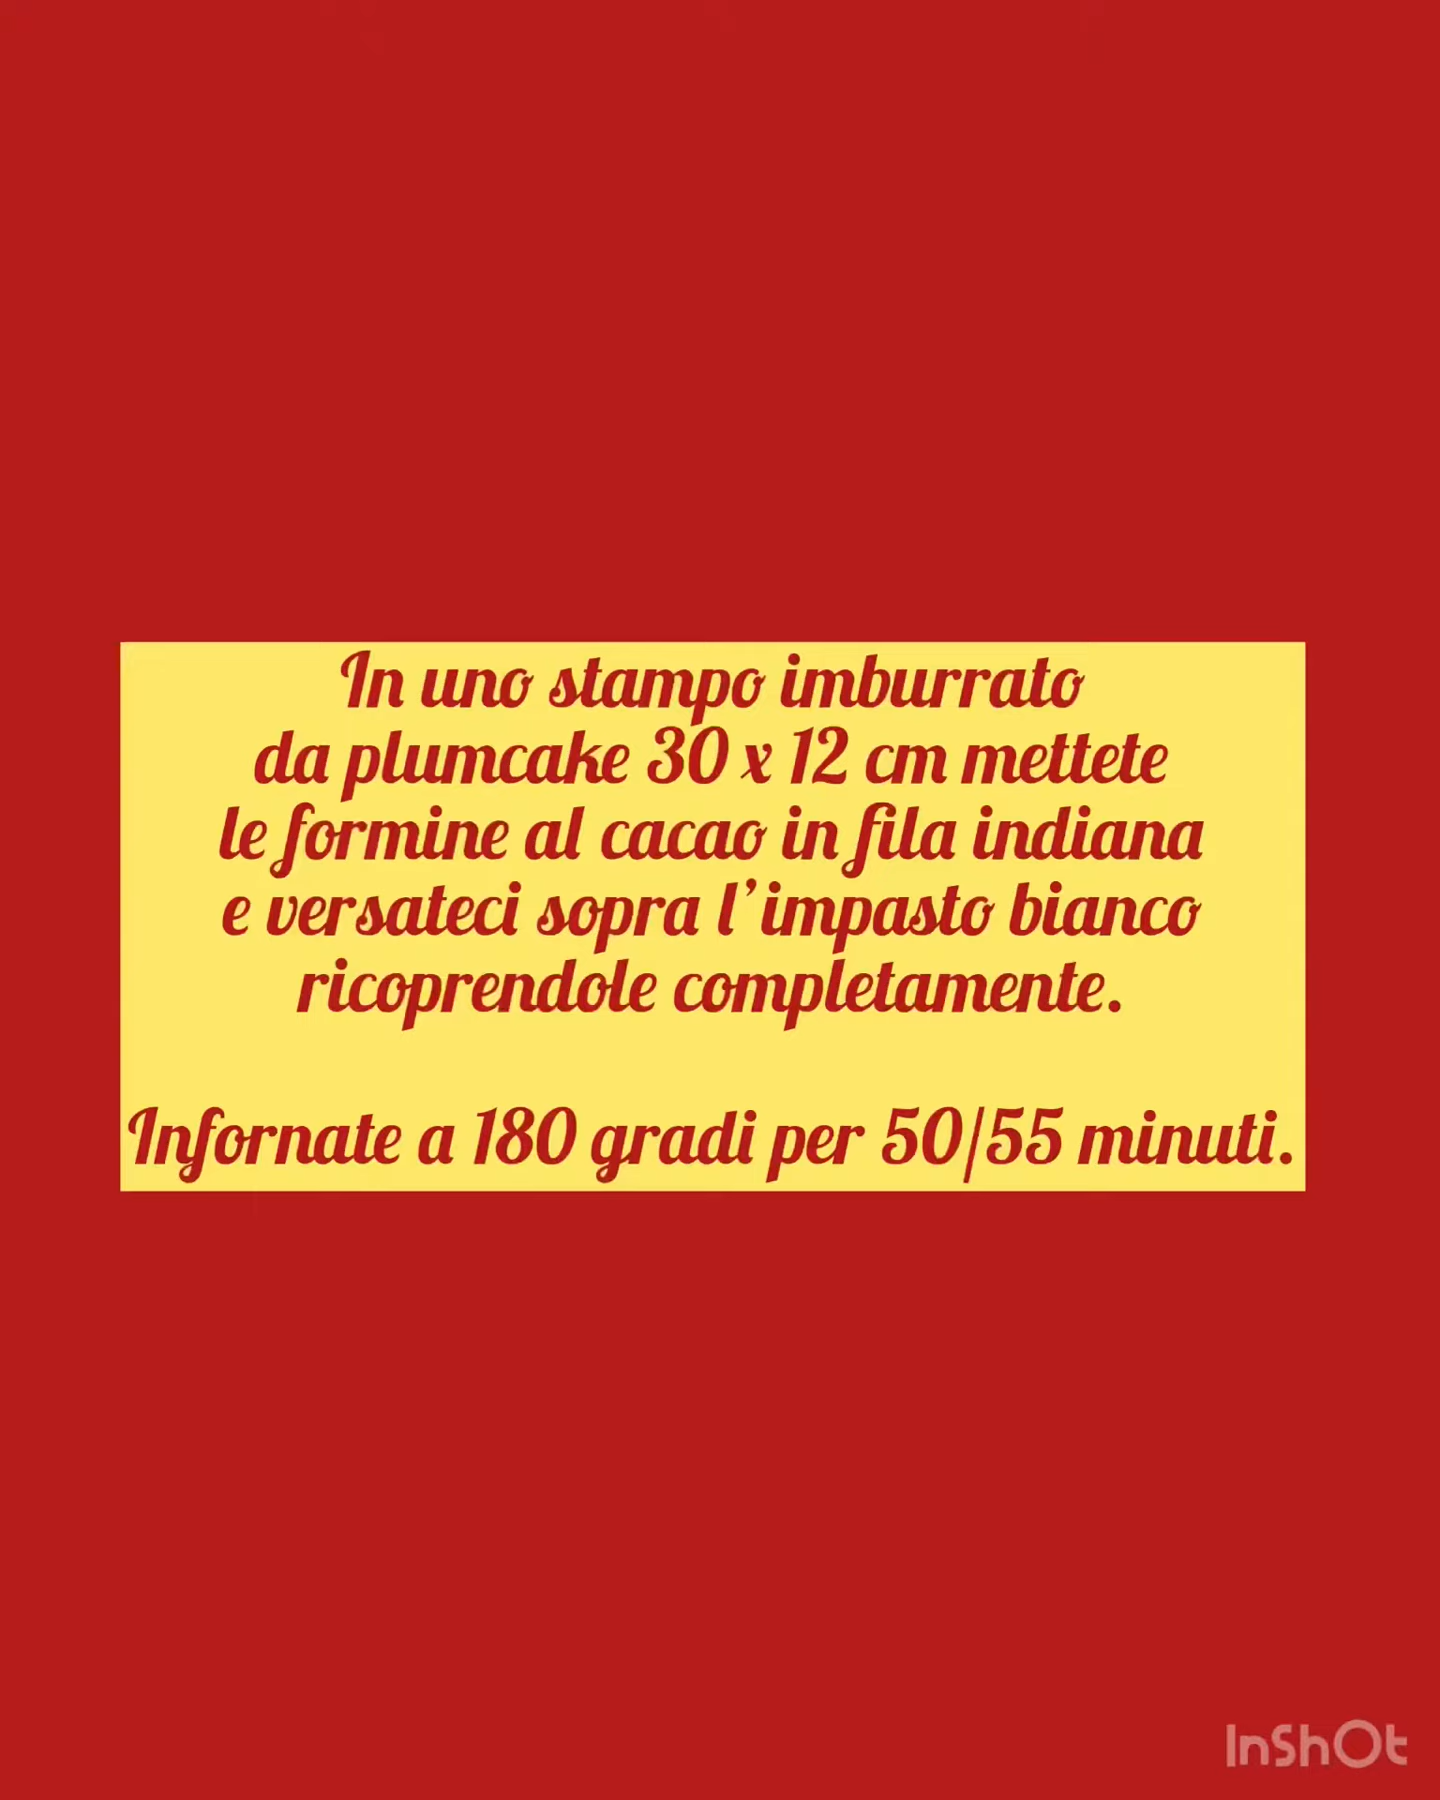 In uno stampo imburrato
da plumcake 30 x 12 cm mettete
le formine al cacao in fila indiana
e versateci sopra l'impasto bianco
ricoprendole completamente.
Infornate a 180 gradi per 50/55 minuti.
InShOt